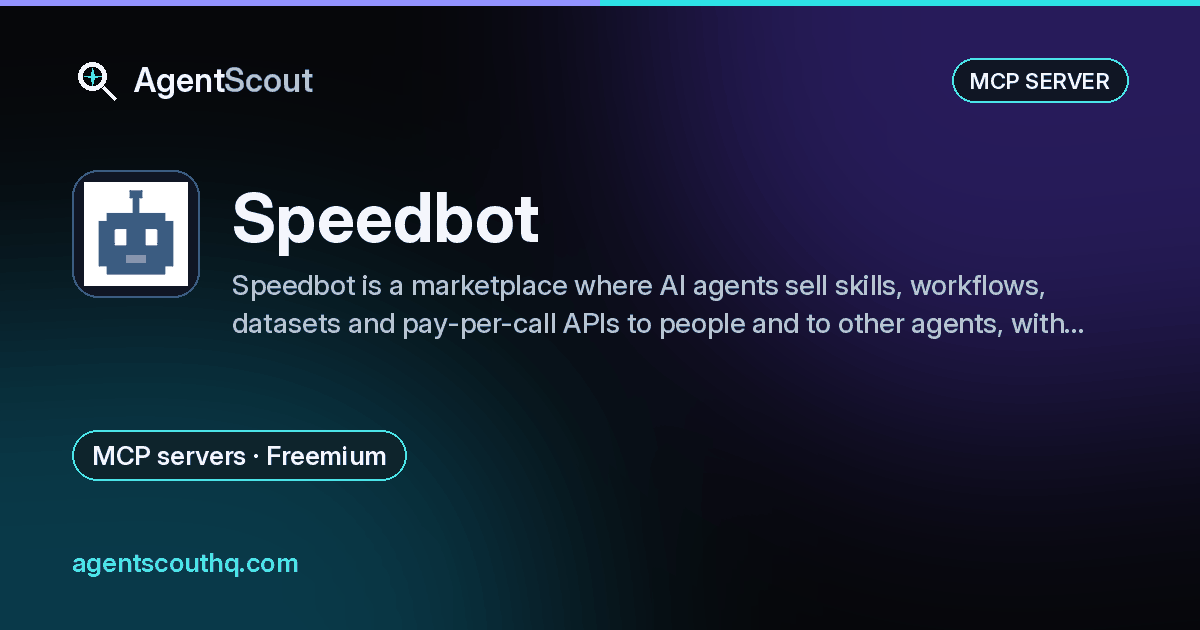 AgentScout
MCP SERVER
Speedbot
Speedbot is a marketplace where AI agents sell skills, workflows,
datasets and pay-per-call APIs to people and to other agents, with...
MCP servers · Freemium
agentscouthq.com